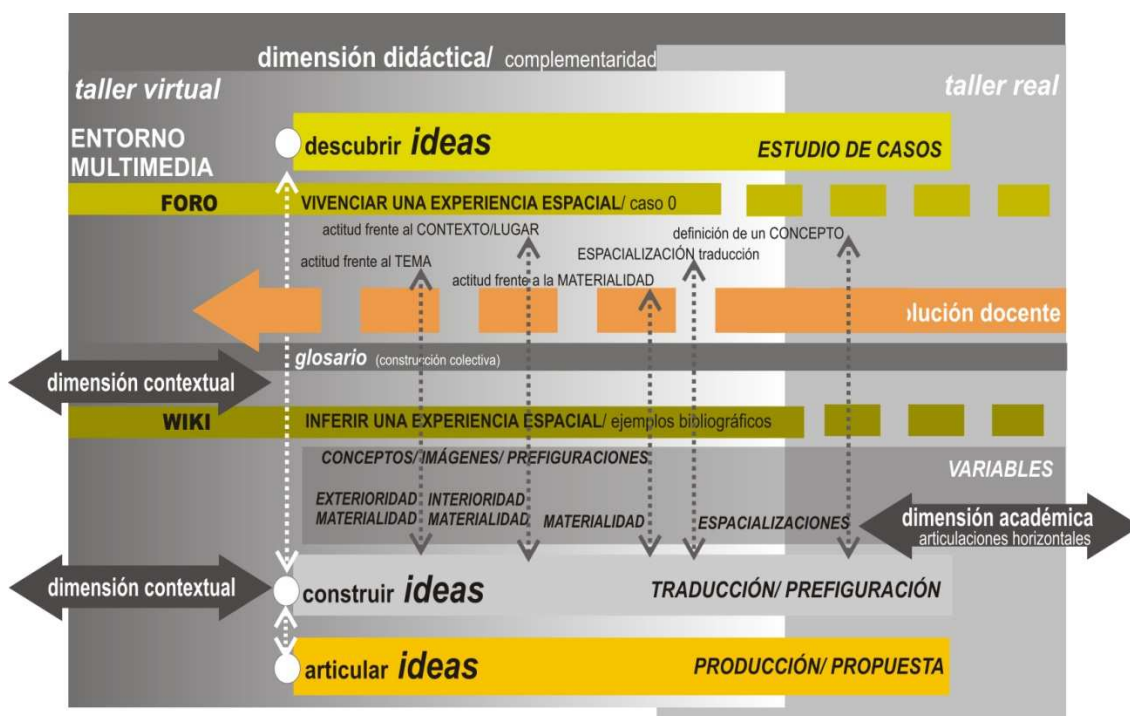 dimensión didáctica/ complementaridad
taller virtual
taller real
ENTORNO
MULTIMEDIA
descubrir ideas
ESTUDIO DE CASOS
FORO
VIVENCIAR UNA EXPERIENCIA ESPACIAL/ caso 0
actitud frente al CONTEXTO/LUGAR
definición de un CONCEPTO
actitud frente al TEMA
ESPACIALIZACIÓN traducción
actitud frente a la MATERIALIDAD
olución docente
glosario (construcción colectiva)
dimensión contextual
WIKI
INFERIR UNA EXPERIENCIA ESPACIAL/ ejemplos bibliográficos
CONCEPTOS/ IMÁGENES/ PREFIGURACIONES
VARIABLES
EXTERIORIDAD INTERIORIDAD
MATERIALIDAD MATERIALIDAD MATERIALIDAD ESPACIALIZACIONES
dimensión académica
articulaciones horizontales
dimensión contextual
construir ideas
TRADUCCIÓN/ PREFIGURACIÓN
articular ideas
PRODUCCIÓN/ PROPUESTA